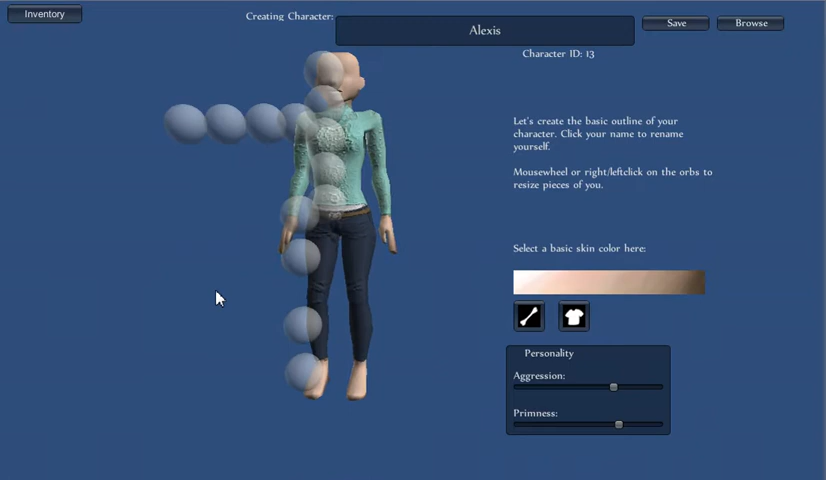 Inventory
Creating Character:
Alexis
Save
Browse
Character ID: 13
Let's create the basic outline of your
character. Click your name to rename
yourself.
Mousewheel or right/leftclick on the orbs to
resize pieces of you.
Select a basic skin color here:
Personality
Aggression:
Primness: